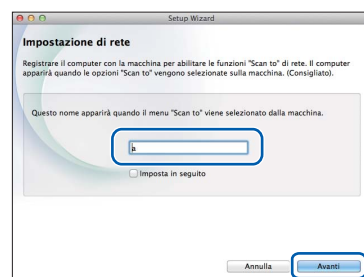 Setup Wizard
Impostazione di rete
Registrare il computer con la macchina per abilitare le funzioni "Scan to" di rete. Il computer
apparirà quando le opzioni "Scan to" vengono selezionate sulla macchina. (Consigliato).
Questo nome apparirà quando il menu "Scan to" viene selezionato dalla macchina.
a
Imposta in seguito
Annulla
Avanti